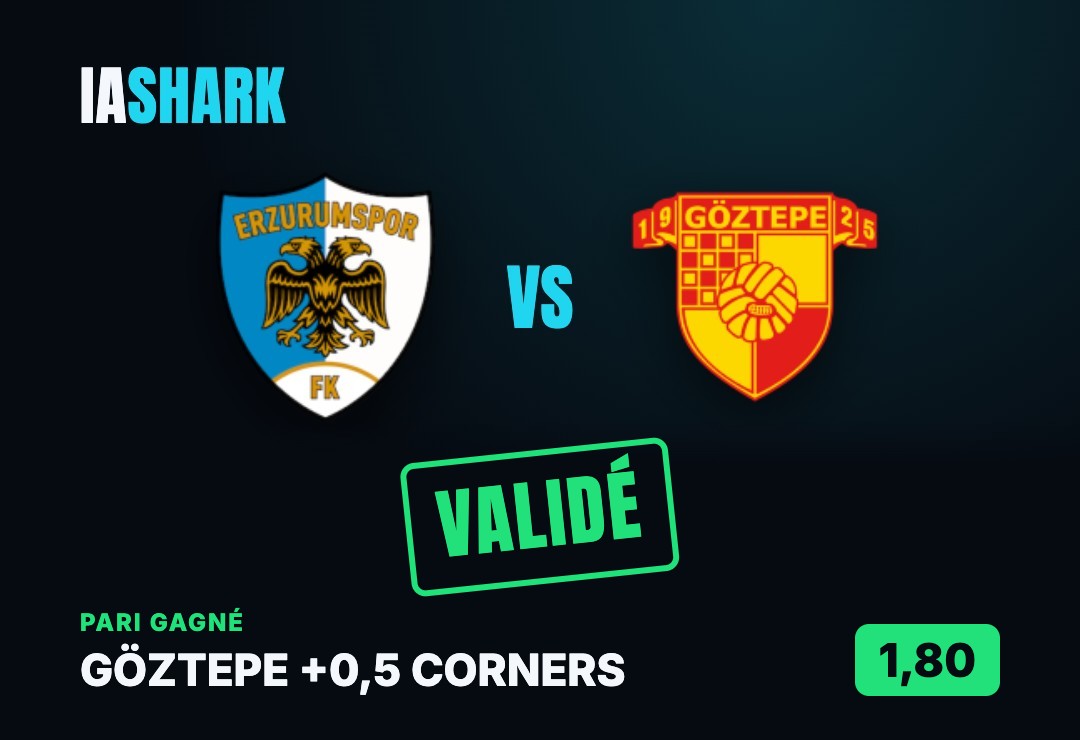 IASHARK
ERZURUMSPOR
FK
VS
19 GÖZTEPE 25
VALIDÉ
PARI GAGNÉ
GÖZTEPE +0,5 CORNERS
1,80